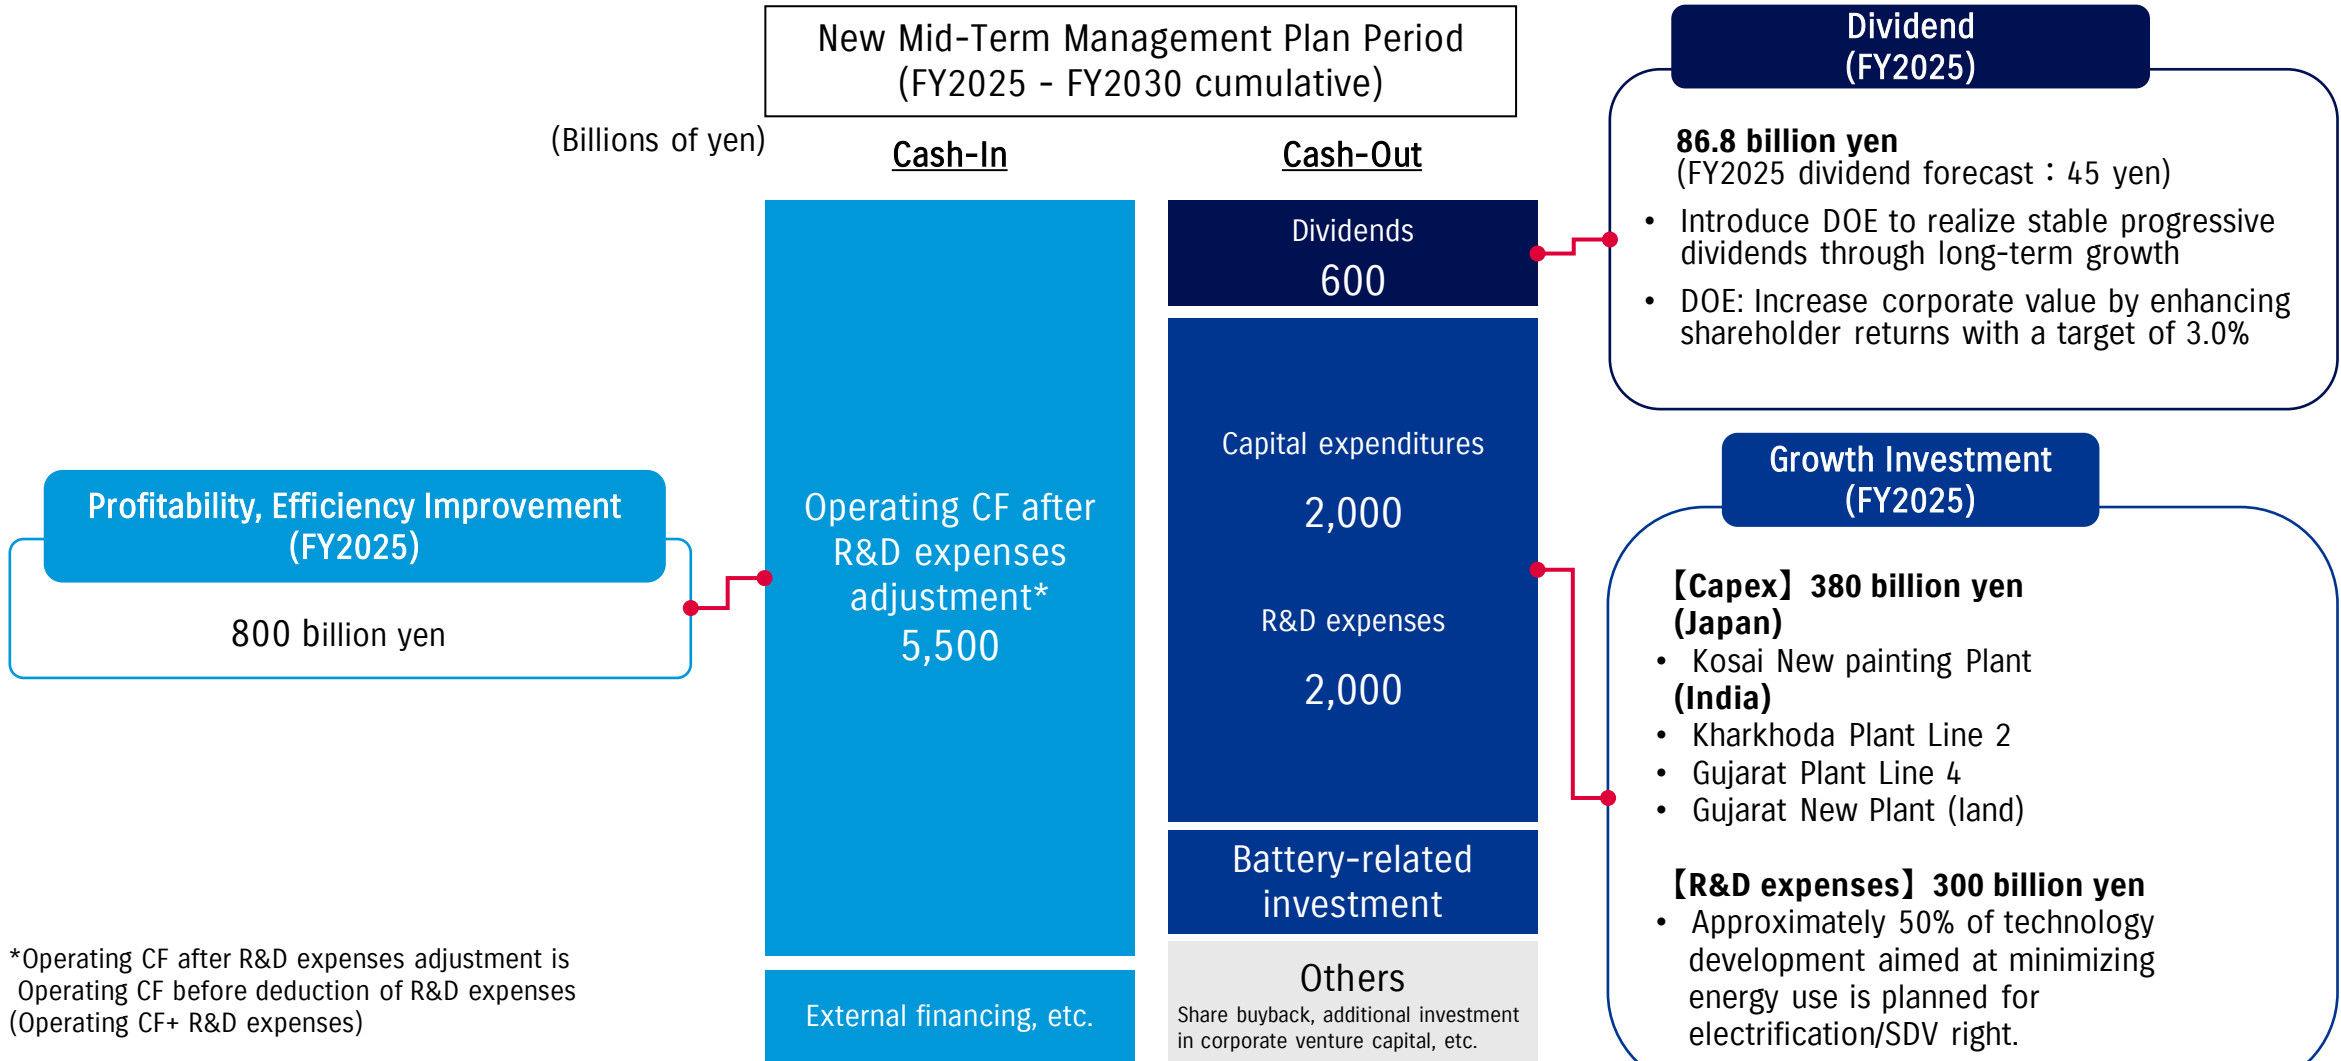 New Mid-Term Management Plan Period
(FY2025 - FY2030 cumulative)
(Billions of yen)
Cash-In
Cash-Out
Profitability, Efficiency Improvement
(FY2025)
800 billion yen
Operating CF after
R&D expenses
adjustment*
5,500
External financing, etc.
Dividends
600
Capital expenditures
2,000
R&D expenses
2,000
Battery-related
investment
Others
Share buyback, additional investment
in corporate venture capital, etc.
Dividend
(FY2025)
86.8 billion yen
(FY2025 dividend forecast : 45 yen)
• Introduce DOE to realize stable progressive
dividends through long-term growth
• DOE: Increase corporate value by enhancing
shareholder returns with a target of 3.0%
Growth Investment
(FY2025)
【Capex】380 billion yen
(Japan)
• Kosai New painting Plant
(India)
• Kharkhoda Plant Line 2
• Gujarat Plant Line 4
• Gujarat New Plant (land)
【R&D expenses】300 billion yen
• Approximately 50% of technology
development aimed at minimizing
energy use is planned for
electrification/SDV right.
*Operating CF after R&D expenses adjustment is
Operating CF before deduction of R&D expenses
(Operating CF+ R&D expenses)